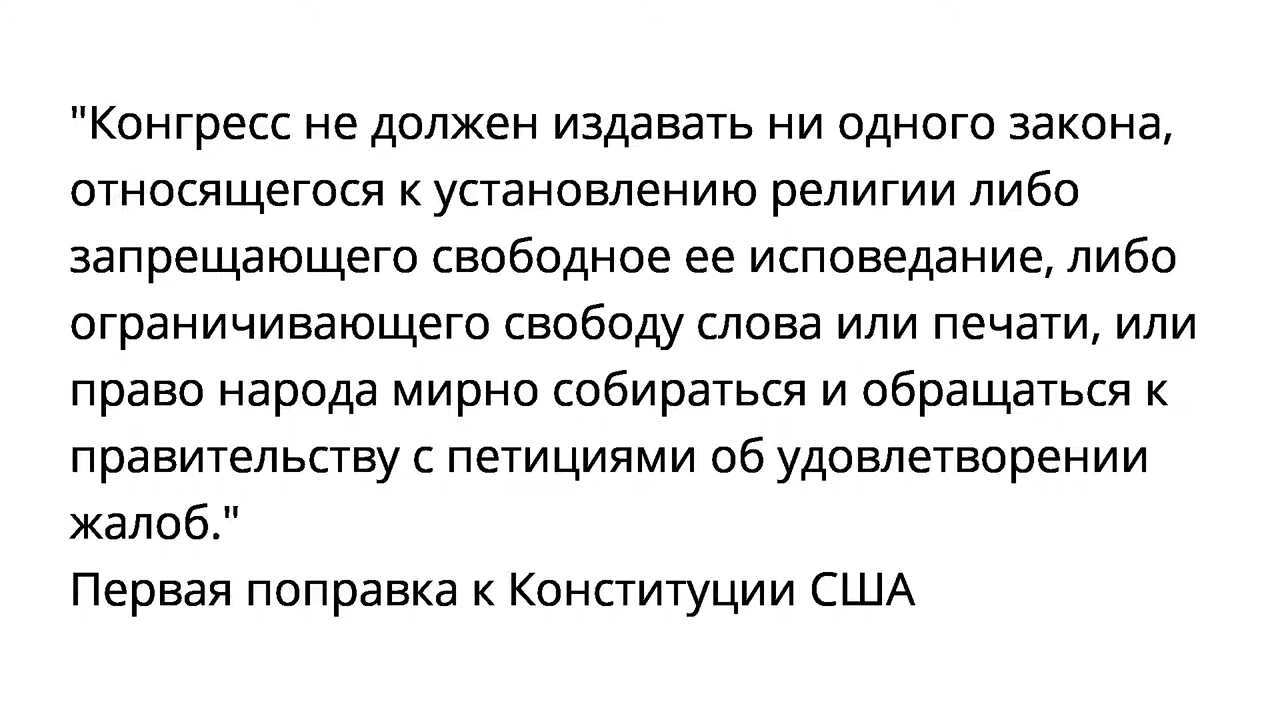 "Конгресс не должен издавать ни одного закона,
относящегося к установлению религии либо
запрещающего свободное ее исповедание, либо
ограничивающего свободу слова или печати, или
право народа мирно собираться и обращаться к
правительству с петициями об удовлетворении
жалоб."
Первая поправка к Конституции США